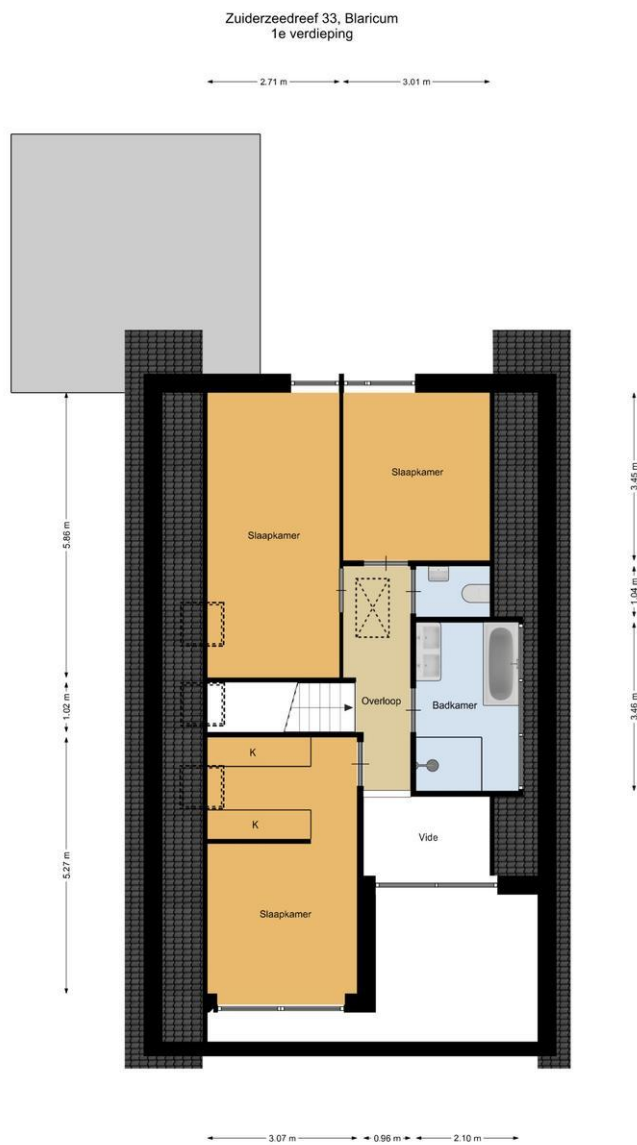 Zuiderzeedreef 33, Blaricum
1e verdieping
2.71 m
3.01 m
5.86 m
1.02 m
5.27 m
3.45 m
1.04 m
3.46 m
Slaapkamer
Slaapkamer
Overloop
Badkamer
K
K
Vide
Slaapkamer
3.07 m
0.96 m
2.10 m